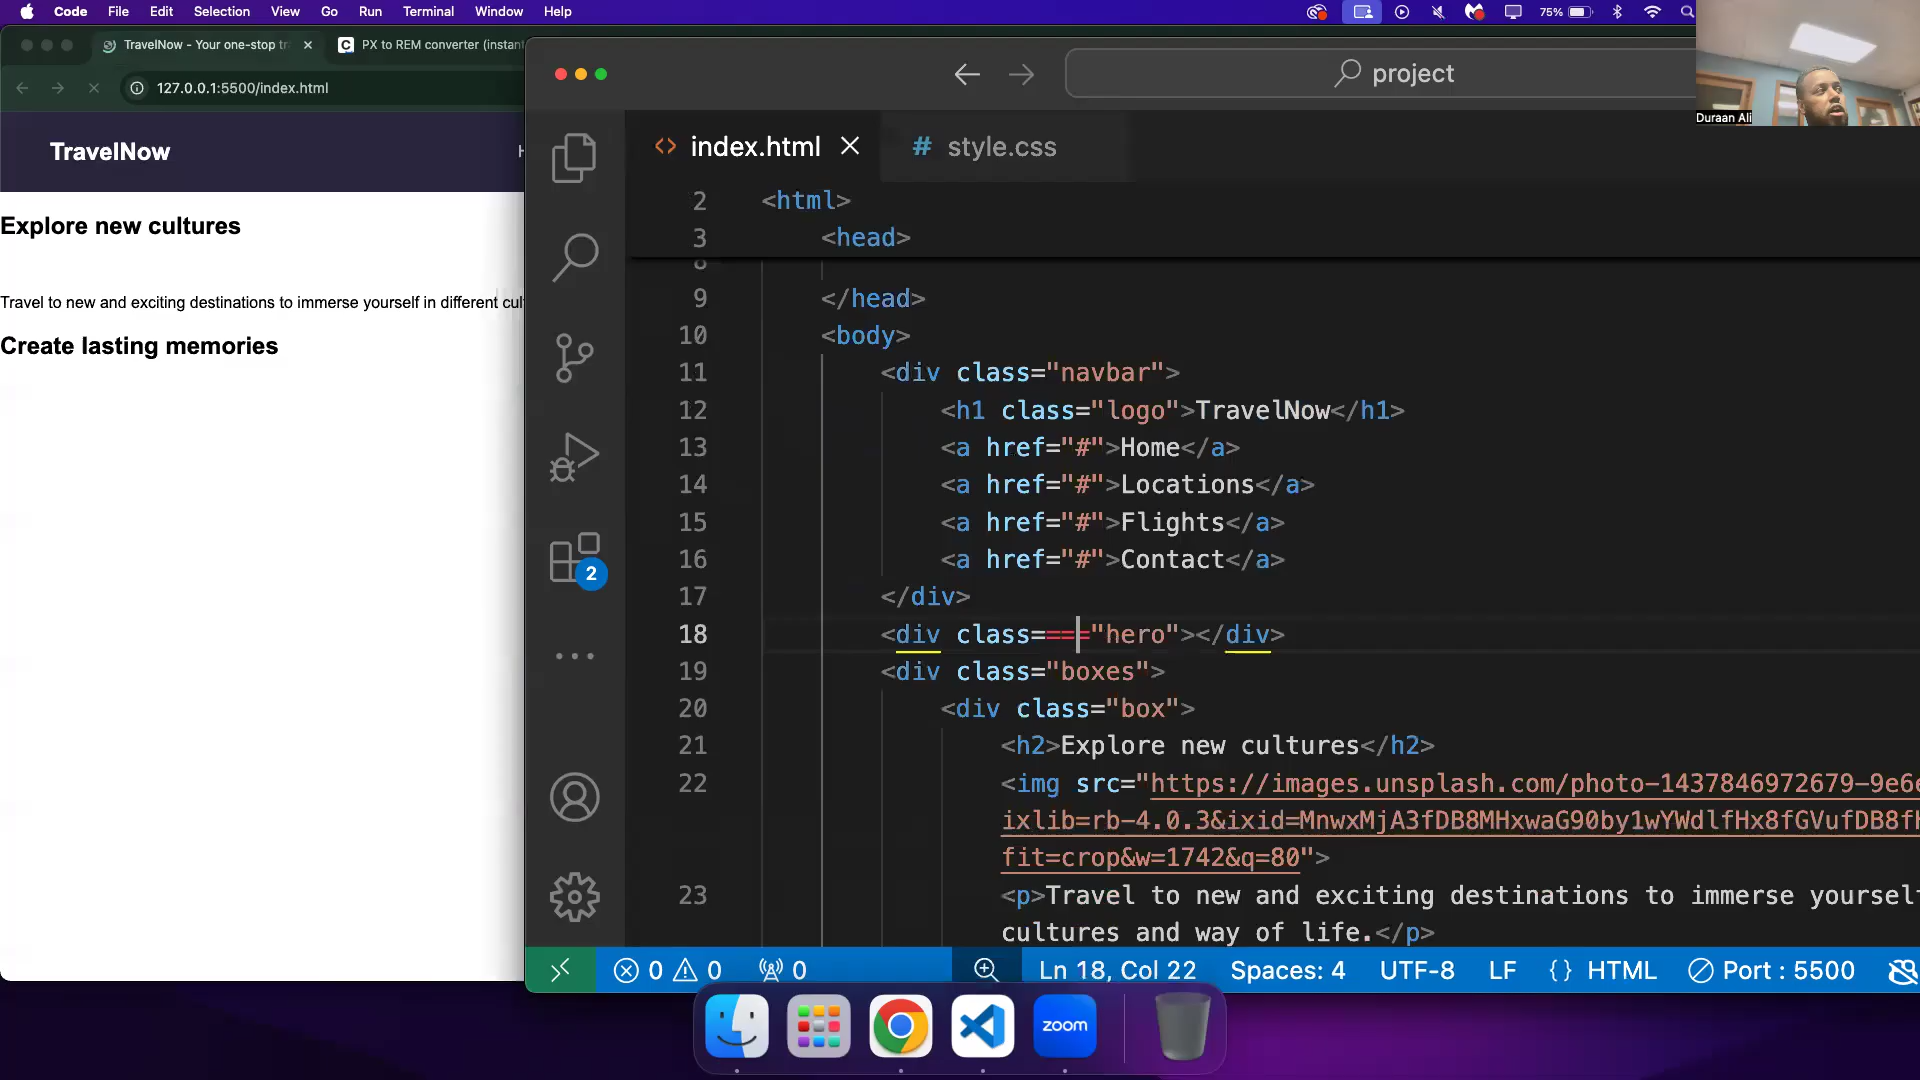 Code File Edit Selection View Go Run Terminal Window Help
75%
TravelNow - Your one-stop tr
PX to REM converter (instant
127.0.0.1:5500/index.html
TravelNow
H
Explore new cultures
Travel to new and exciting destinations to immerse yourself in different cul
Create lasting memories
project
Duraan Ali
index.html
# style.css
2 <html>
3 <head>
8
9 </head>
10 <body>
11 <div class="navbar">
12 <h1 class="logo">TravelNow</h1>
13 <a href="#">Home</a>
14 <a href="#">Locations</a>
15 <a href="#">Flights</a>
16 <a href="#">Contact</a>
17 </div>
18 <div class==="hero"></div>
19 <div class="boxes">
20 <div class="box">
21 <h2>Explore new cultures</h2>
22 <img src="https://images.unsplash.com/photo-1437846972679-9e6e
ixlib=rb-4.0.3&ixid=MnwxMjA3fDB8MHxwaG90by1wYWdlfHx8fGVufDB8fH
fit=crop&w=1742&q=80">
23 <p>Travel to new and exciting destinations to immerse yourself
cultures and way of life.</p>
2
0 0 0 Ln 18, Col 22 Spaces: 4 UTF-8 LF {} HTML Port : 5500
zoom